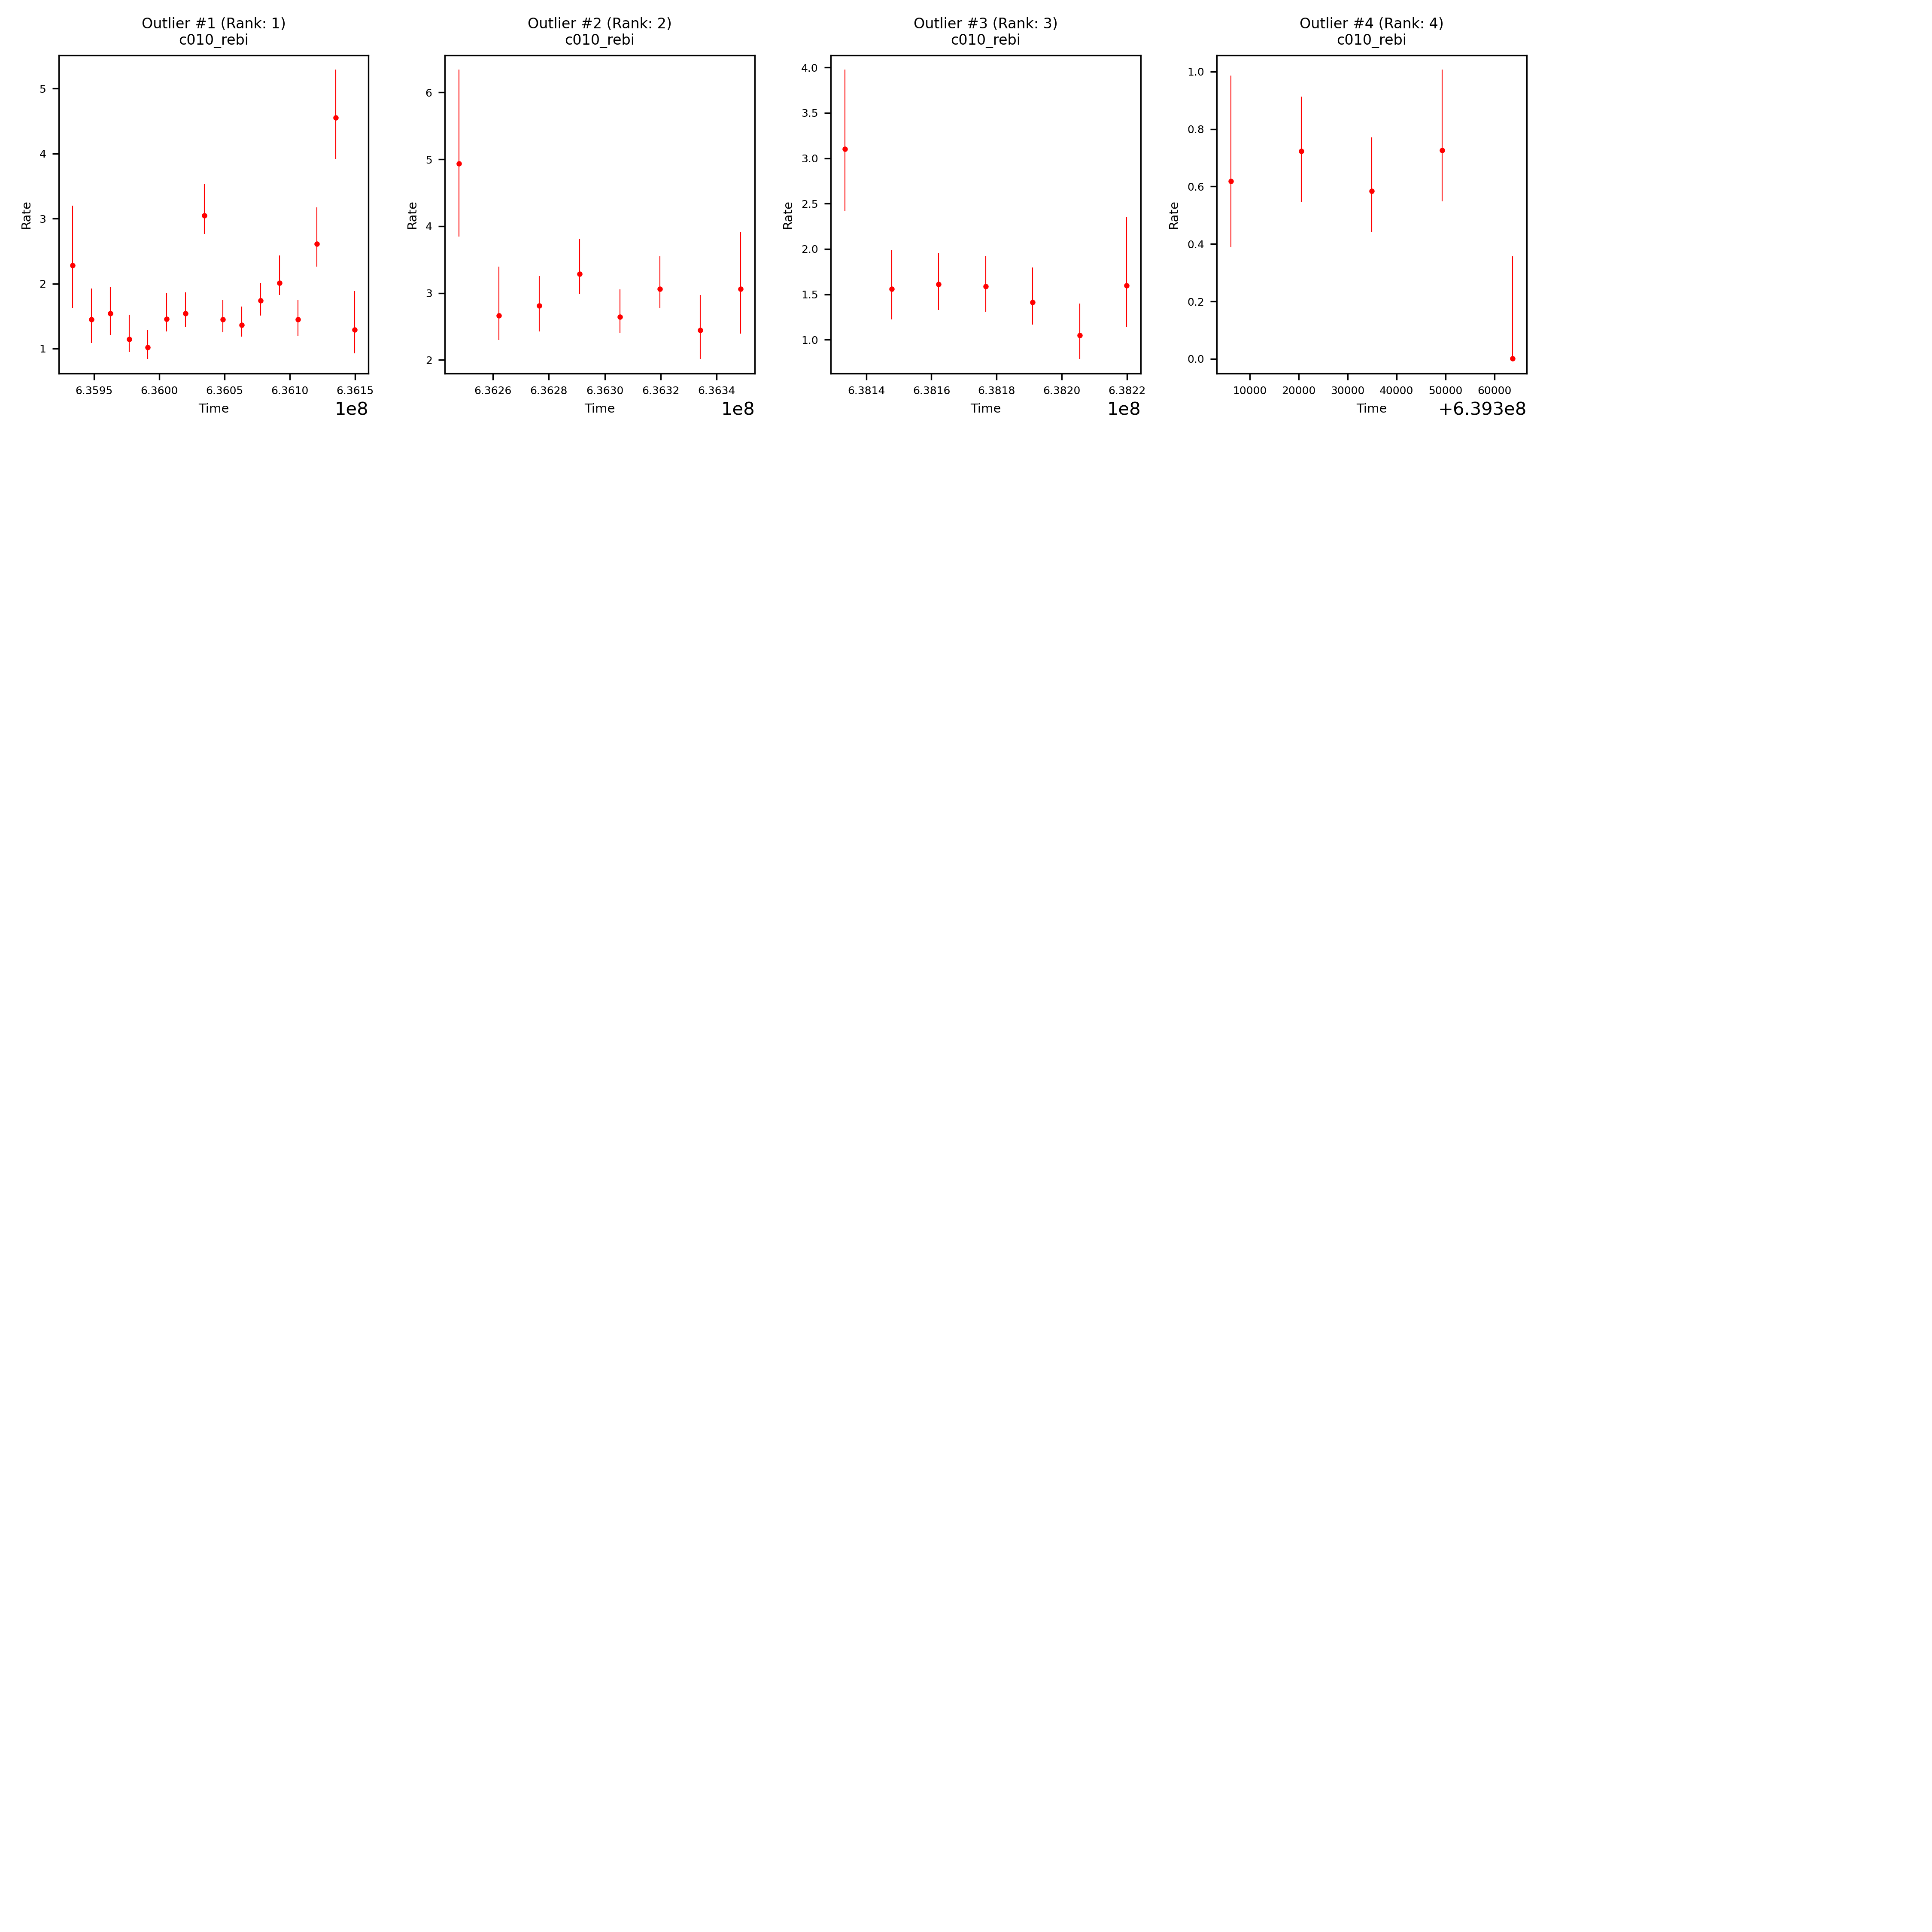 Outlier #1 (Rank: 1)
c010_rebi
Rate
5
4
3
2
1
6.3595 6.3600 6.3605 6.3610 6.3615
Time
1e8
Outlier #2 (Rank: 2)
c010_rebi
Rate
6
5
4
3
2
6.3626 6.3628 6.3630 6.3632 6.3634
Time
1e8
Outlier #3 (Rank: 3)
c010_rebi
Rate
4.0
3.5
3.0
2.5
2.0
1.5
1.0
6.3814 6.3816 6.3818 6.3820 6.3822
Time
1e8
Outlier #4 (Rank: 4)
c010_rebi
Rate
1.0
0.8
0.6
0.4
0.2
0.0
10000 20000 30000 40000 50000 60000
Time
+6.393e8